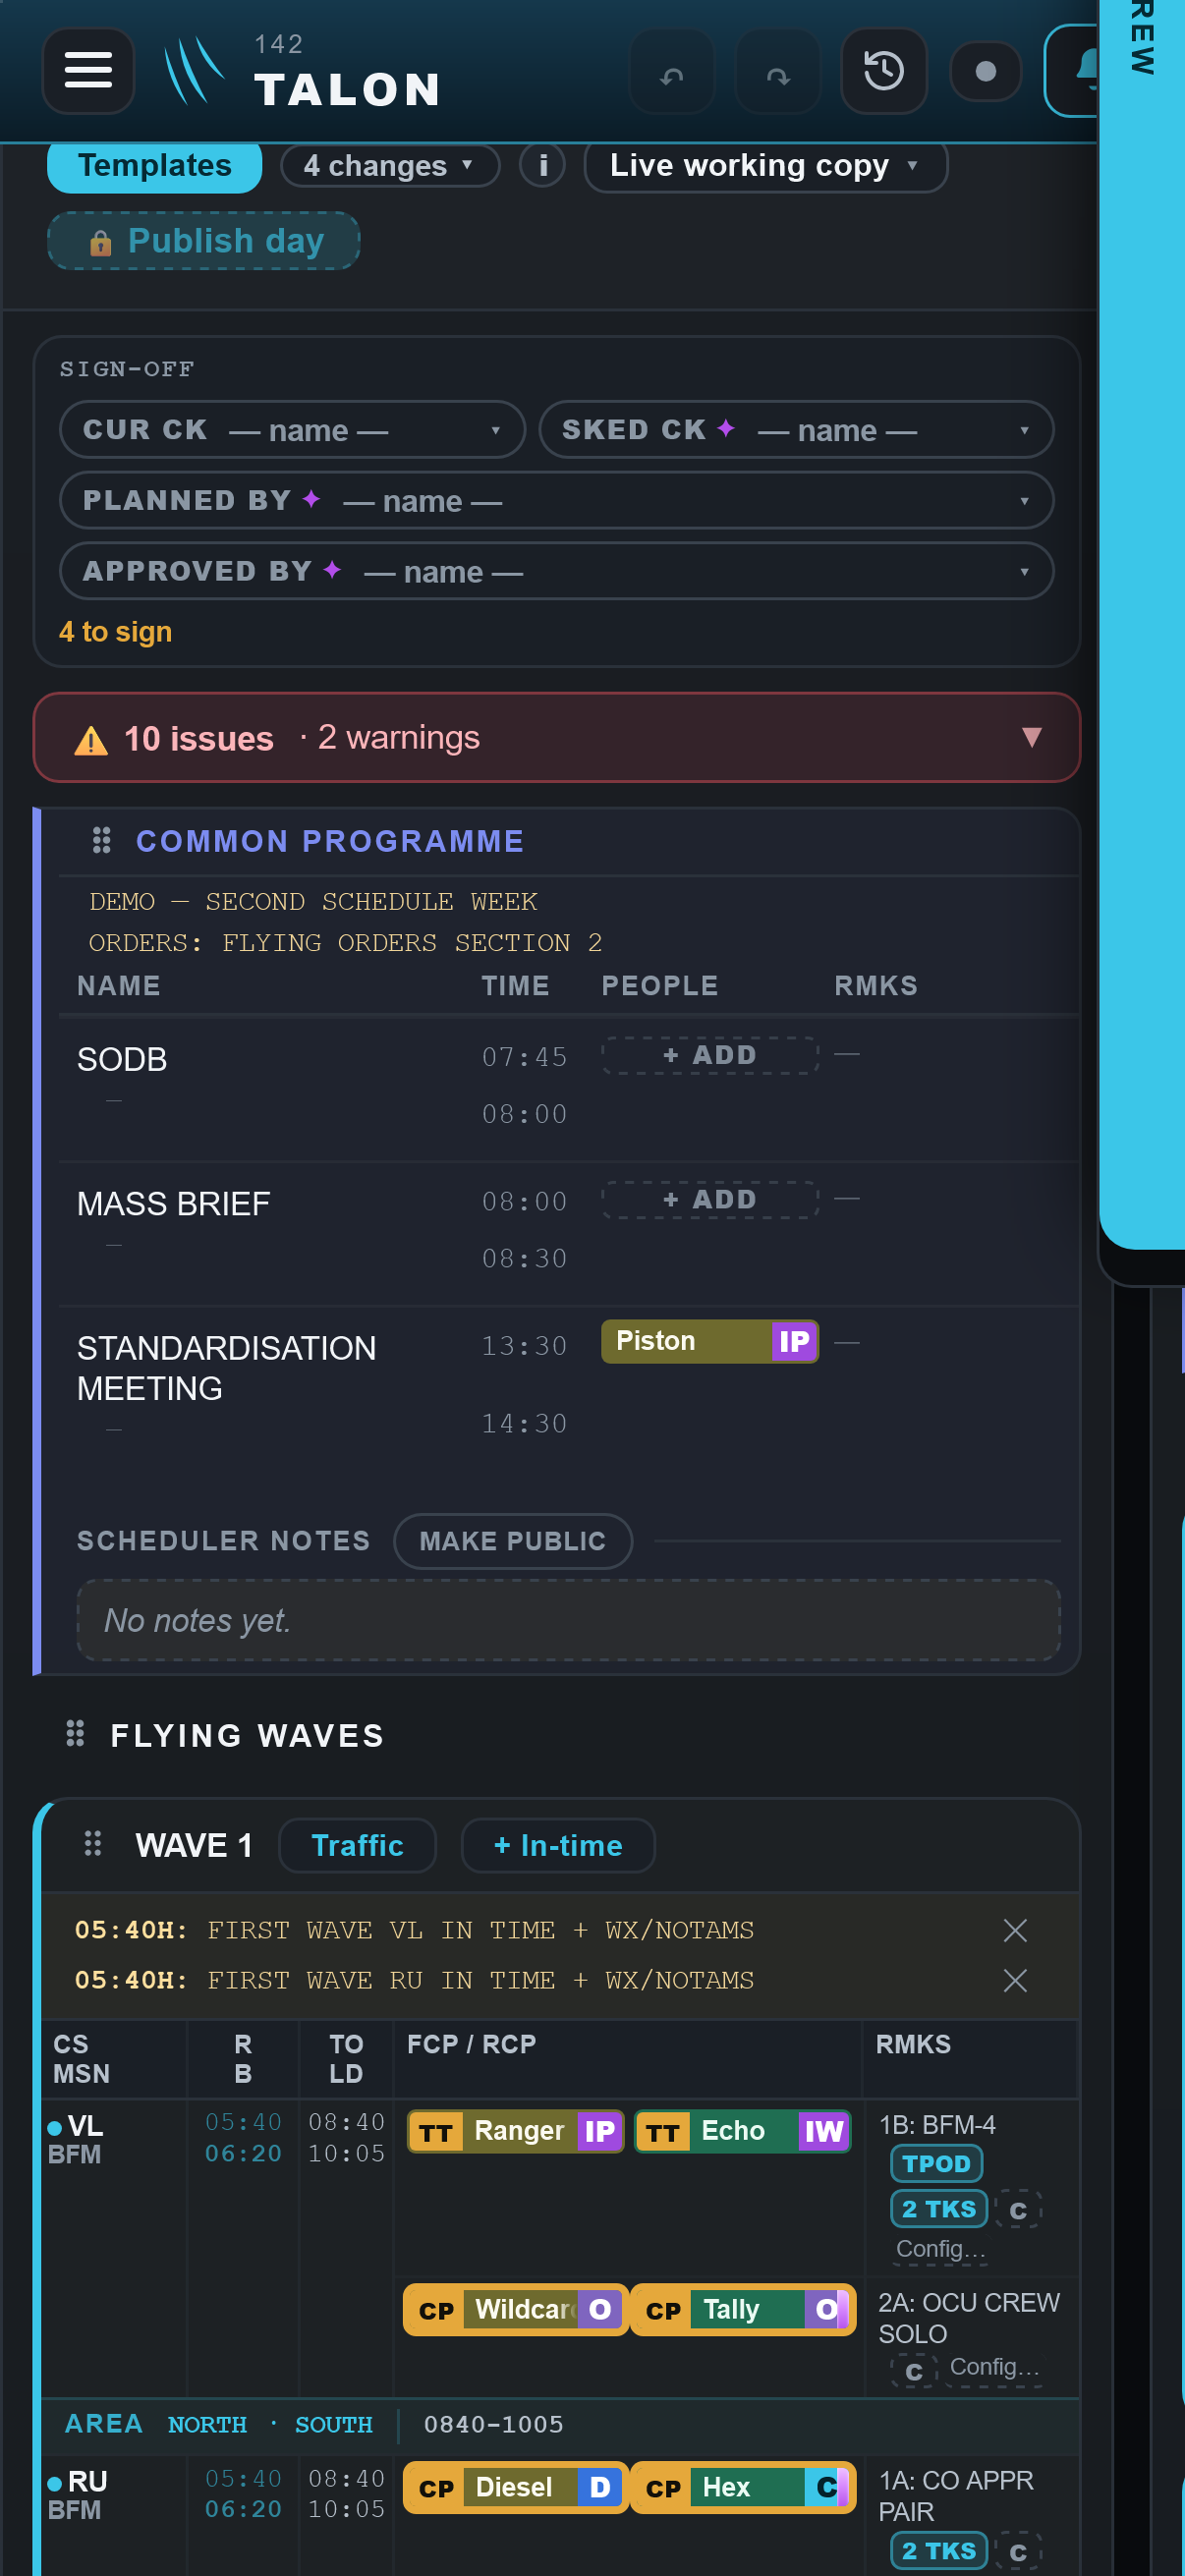 142
TALON
REW
Templates
4 changes ▾
i
Live working copy ▾
Publish day
SIGN-OFF
CUR CK — name — ▾
SKED CK ✦ — name — ▾
PLANNED BY ✦ — name — ▾
APPROVED BY ✦ — name — ▾
4 to sign
10 issues · 2 warnings ▼
COMMON PROGRAMME
DEMO — SECOND SCHEDULE WEEK
ORDERS: FLYING ORDERS SECTION 2
NAME TIME PEOPLE RMKS
SODB 07:45 + ADD —
— 08:00
MASS BRIEF 08:00 + ADD —
— 08:30
STANDARDISATION 13:30 Piston IP —
MEETING
— 14:30
SCHEDULER NOTES MAKE PUBLIC
No notes yet.
FLYING WAVES
WAVE 1 Traffic + In-time
05:40H: FIRST WAVE VL IN TIME + WX/NOTAMS
05:40H: FIRST WAVE RU IN TIME + WX/NOTAMS
CS R TO FCP / RCP RMKS
MSN B LD
VL 05:40 08:40 TT Ranger IP TT Echo IW 1B: BFM-4
BFM 06:20 10:05
TPOD
2 TKS C
Config...
CP Wildcar O CP Tally O 2A: OCU CREW
SOLO
C Config...
AREA NORTH · SOUTH 0840-1005
RU 05:40 08:40 CP Diesel D CP Hex C 1A: CO APPR
BFM 06:20 10:05 PAIR
2 TKS C